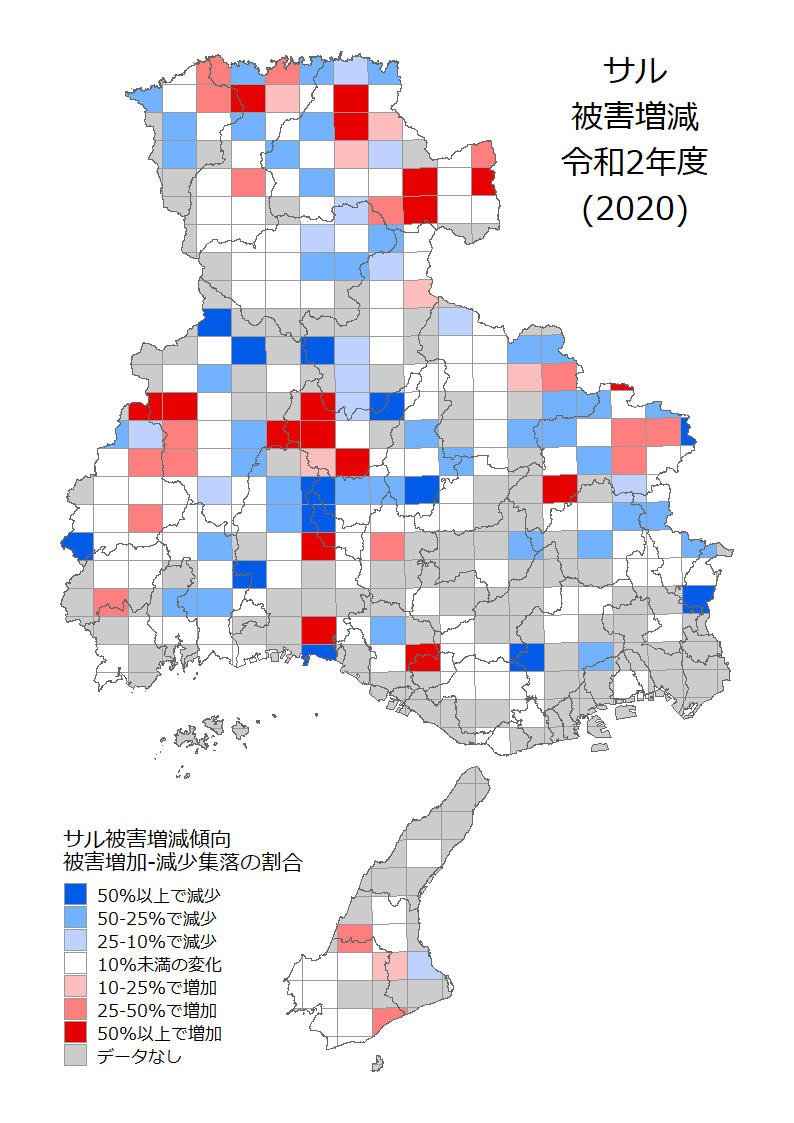 サル
被害増減
令和2年度
(2020)
サル被害増減傾向
被害増加-減少集落の割合
50%以上で減少
50-25%で減少
25-10%で減少
10%未満の変化
10-25%で増加
25-50%で増加
50%以上で増加
データなし